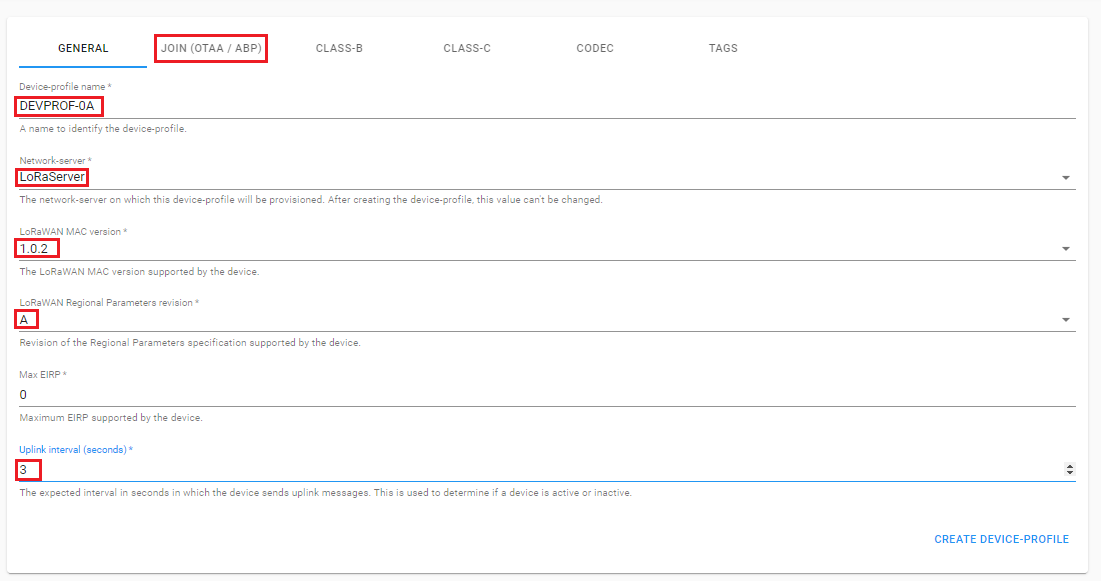 GENERAL JOIN (OTAA / ABP) CLASS-B CLASS-C CODEC TAGS
Device-profile name *
DEVPROF-0A
A name to identify the device-profile.
Network-server *
LoRaServer
The network-server on which this device-profile will be provisioned. After creating the device-profile, this value can't be changed.
LoRaWAN MAC version *
1.0.2
The LoRaWAN MAC version supported by the device.
LoRaWAN Regional Parameters revision *
A
Revision of the Regional Parameters specification supported by the device.
Max EIRP *
0
Maximum EIRP supported by the device.
Uplink interval (seconds) *
3
The expected interval in seconds in which the device sends uplink messages. This is used to determine if a device is active or inactive.
CREATE DEVICE-PROFILE